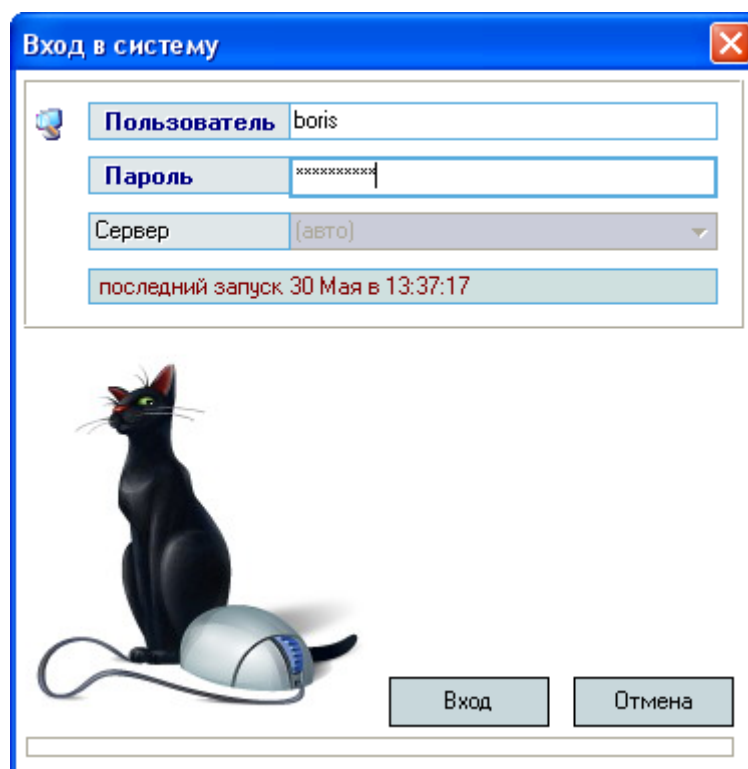 Вход в систему
Пользователь boris
Пароль **********
Сервер (авто)
последний запуск 30 Мая в 13:37:17
Вход Отмена